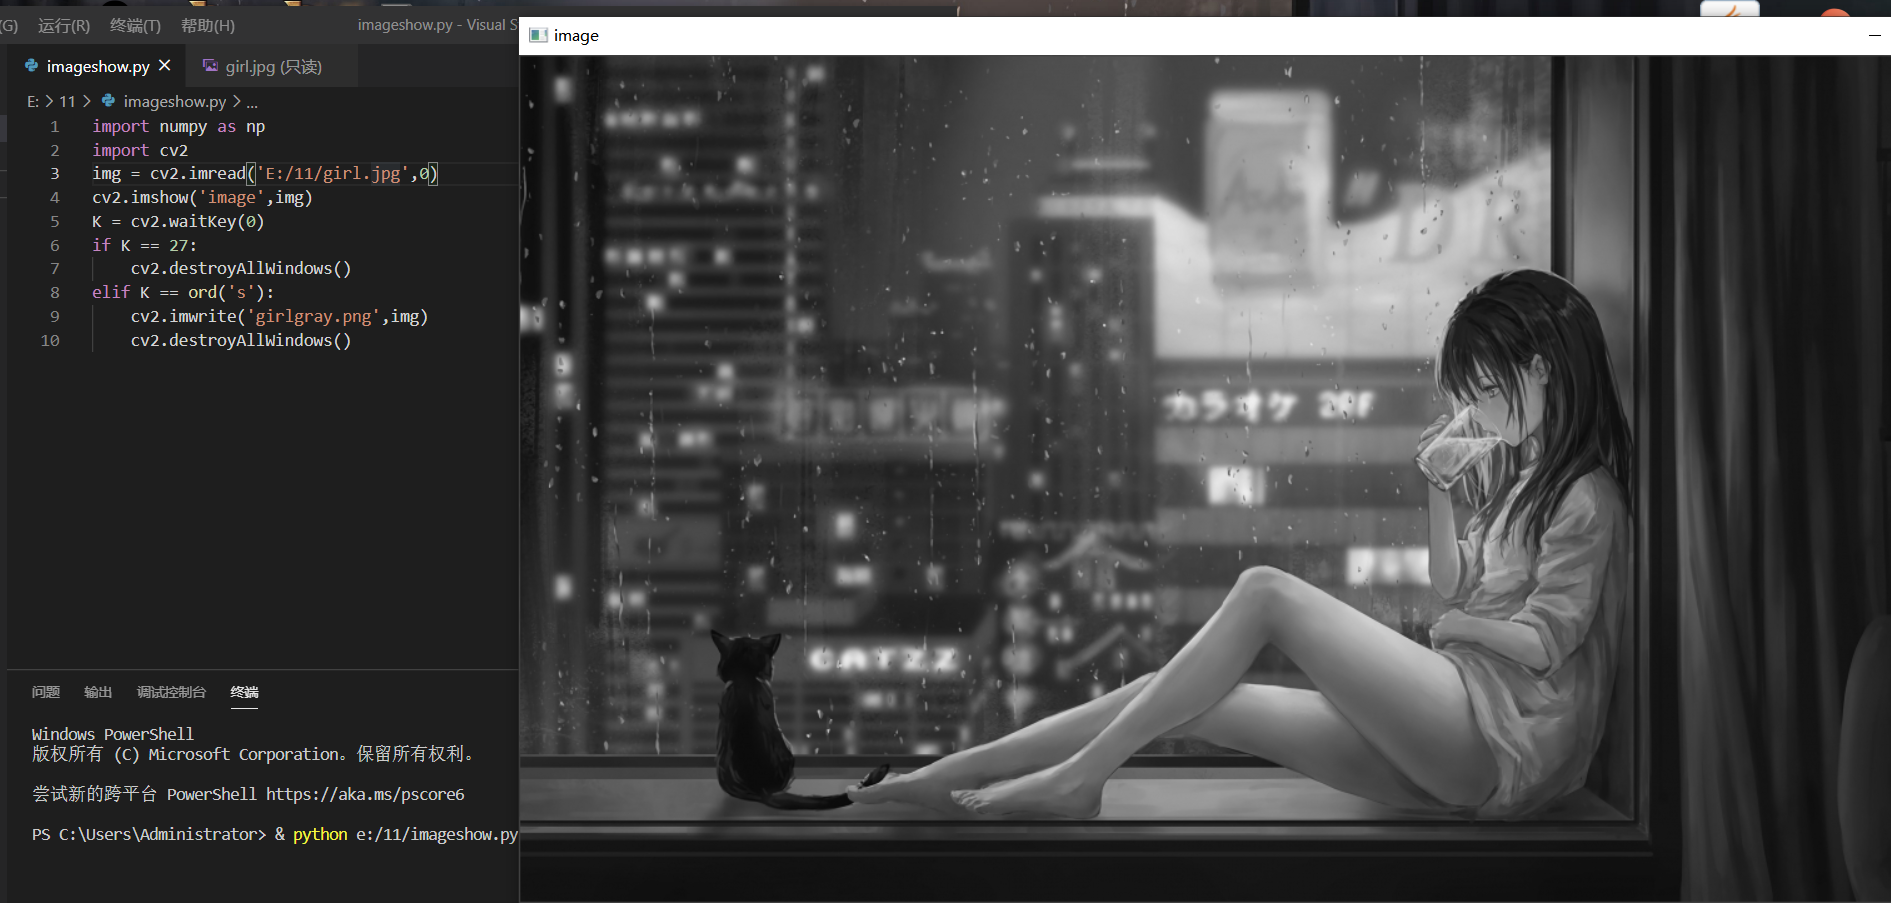 (G) 运行(R) 终端(T) 帮助(H) imageshow.py - Visual S
image
imageshow.py girl.jpg (只读)
E: > 11 > imageshow.py > ...
1 import numpy as np
2 import cv2
3 img = cv2.imread('E:/11/girl.jpg',0)
4 cv2.imshow('image',img)
5 K = cv2.waitKey(0)
6 if K == 27:
7 cv2.destroyAllWindows()
8 elif K == ord('s'):
9 cv2.imwrite('girlgray.png',img)
10 cv2.destroyAllWindows()
DR
カラオケ 2CF
CATZZ
问题 输出 调试控制台 终端
Windows PowerShell
版权所有 (C) Microsoft Corporation。保留所有权利。
尝试新的跨平台 PowerShell https://aka.ms/pscore6
PS C:\Users\Administrator> & python e:/11/imageshow.py